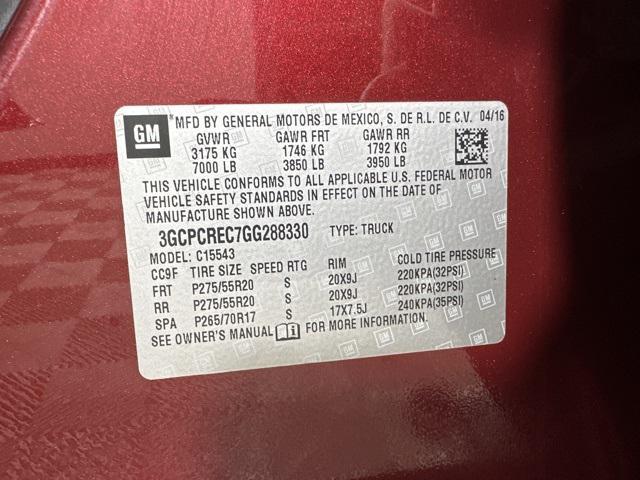 GM
*MFD BY GENERAL MOTORS DE MEXICO, S. DE R.L. DE C.V. 04/16
GVWR GAWR FRT GAWR RR
3175 KG 1746 KG 1792 KG
7000 LB 3850 LB 3950 LB
THIS VEHICLE CONFORMS TO ALL APPLICABLE U.S. FEDERAL MOTOR
VEHICLE SAFETY STANDARDS IN EFFECT ON THE DATE OF
MANUFACTURE SHOWN ABOVE.
3GCPCREC7GG288330 TYPE: TRUCK
MODEL: C15543
CC9F TIRE SIZE SPEED RTG RIM COLD TIRE PRESSURE
FRT P275/55R20 S 20X9J 220KPA(32PSI)
RR P275/55R20 S 20X9J 220KPA(32PSI)
SPA P265/70R17 S 17X7.5J 240KPA(35PSI)
SEE OWNER'S MANUAL FOR MORE INFORMATION.